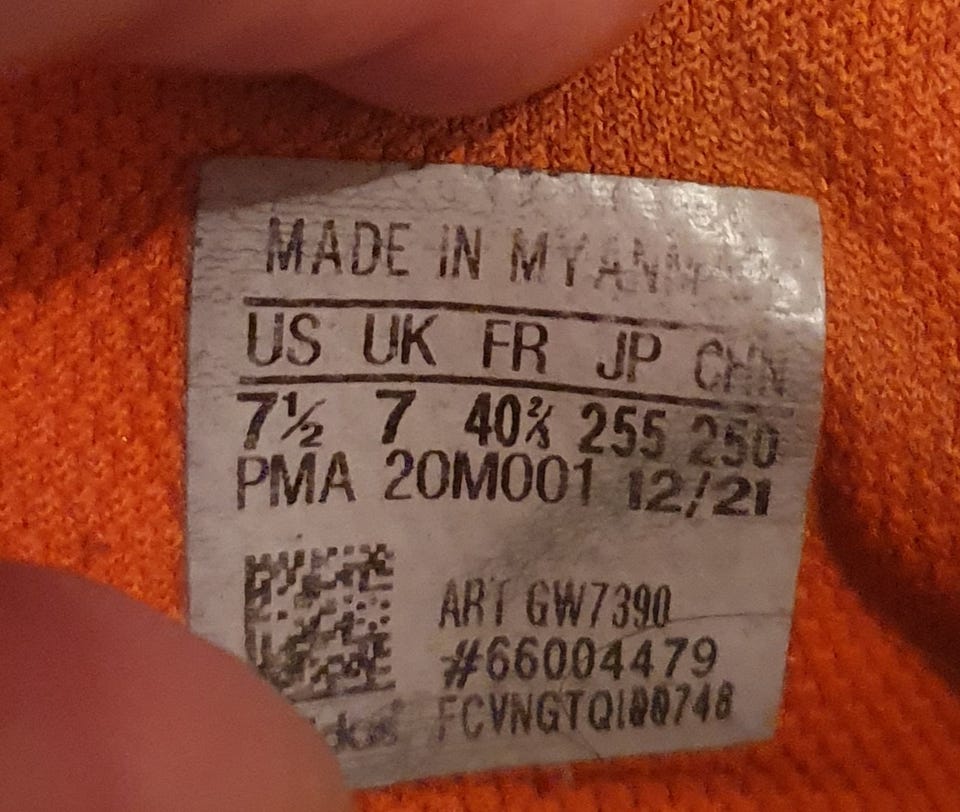 MADE IN MYANMAR
US UK FR JP CHN
7½ 7 40⅔ 255 250
PMA 20M001 12/21
ART GW7390
#66004479